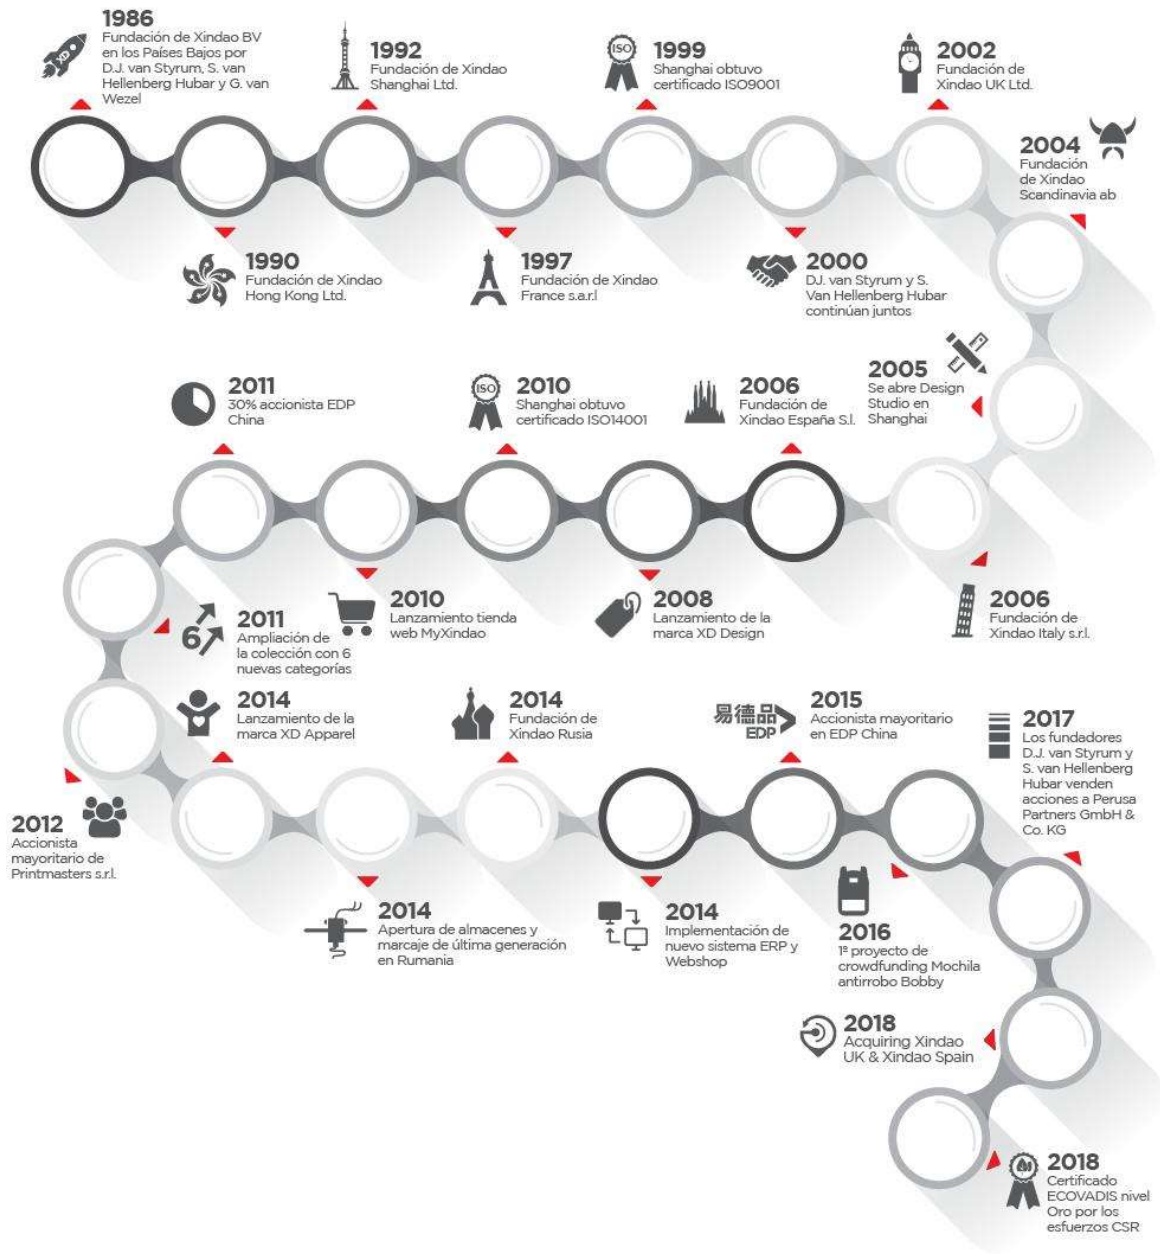 XD
1986
Fundación de Xindao BV
en los Países Bajos por
D.J. van Styrum, S. van
Hellenberg Hubar y G. van
Wezel
1990
Fundación de Xindao
Hong Kong Ltd.
1992
Fundación de Xindao
Shanghai Ltd.
1997
Fundación de Xindao
France s.a.r.l
ISO
1999
Shanghai obtuvo
certificado ISO9001
2000
D.J. van Styrum y S.
Van Hellenberg Hubar
continúan juntos
2002
Fundación de
Xindao UK Ltd.
2004
Fundación
de Xindao
Scandinavia ab
2005
Se abre Design
Studio en
Shanghai
2006
Fundación de
Xindao Italy s.r.l.
2006
Fundación de
Xindao España S.l.
2008
Lanzamiento de la
marca XD Design
ISO
2010
Shanghai obtuvo
certificado ISO14001
2010
Lanzamiento tienda
web MyXindao
2011
30% accionista EDP
China
6
2011
Ampliación de
la colección con 6
nuevas categorías
2012
Accionista
mayoritario de
Printmasters s.r.l.
2014
Lanzamiento de la
marca XD Apparel
2014
Apertura de almacenes y
marcaje de última generación
en Rumania
2014
Fundación de
Xindao Rusia
2014
Implementación de
nuevo sistema ERP y
Webshop
易德品
EDP
2015
Accionista mayoritario
en EDP China
2016
1º proyecto de
crowdfunding Mochila
antirrobo Bobby
2017
Los fundadores
D.J. van Styrum y
S. van Hellenberg
Hubar venden
acciones a Perusa
Partners GmbH &
Co. KG
2018
Acquiring Xindao
UK & Xindao Spain
2018
Certificado
ECOVADIS nivel
Oro por los
esfuerzos CSR